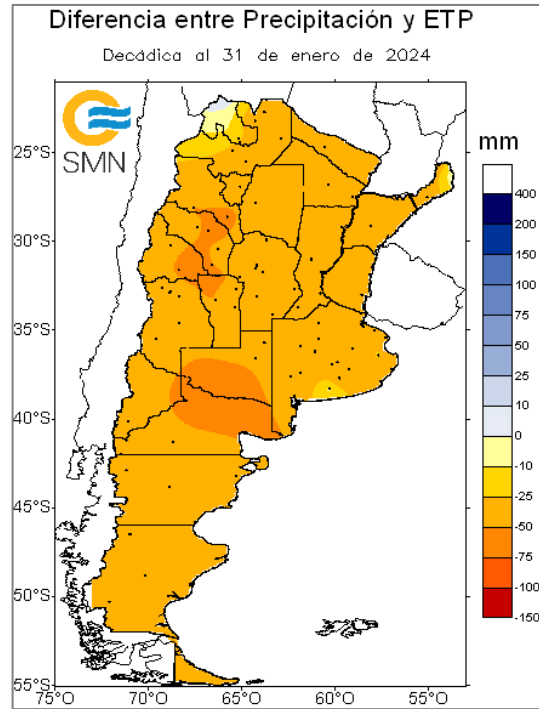 Diferencia entre Precipitación y ETP
Decádica al 31 de enero de 2024
SMN
mm
400
200
150
100
75
50
25
10
0
-10
-25
-50
-75
-100
-150
25°S
30°S
35°S
40°S
45°S
50°S
55°S
75°O
70°O
65°O
60°O
55°O